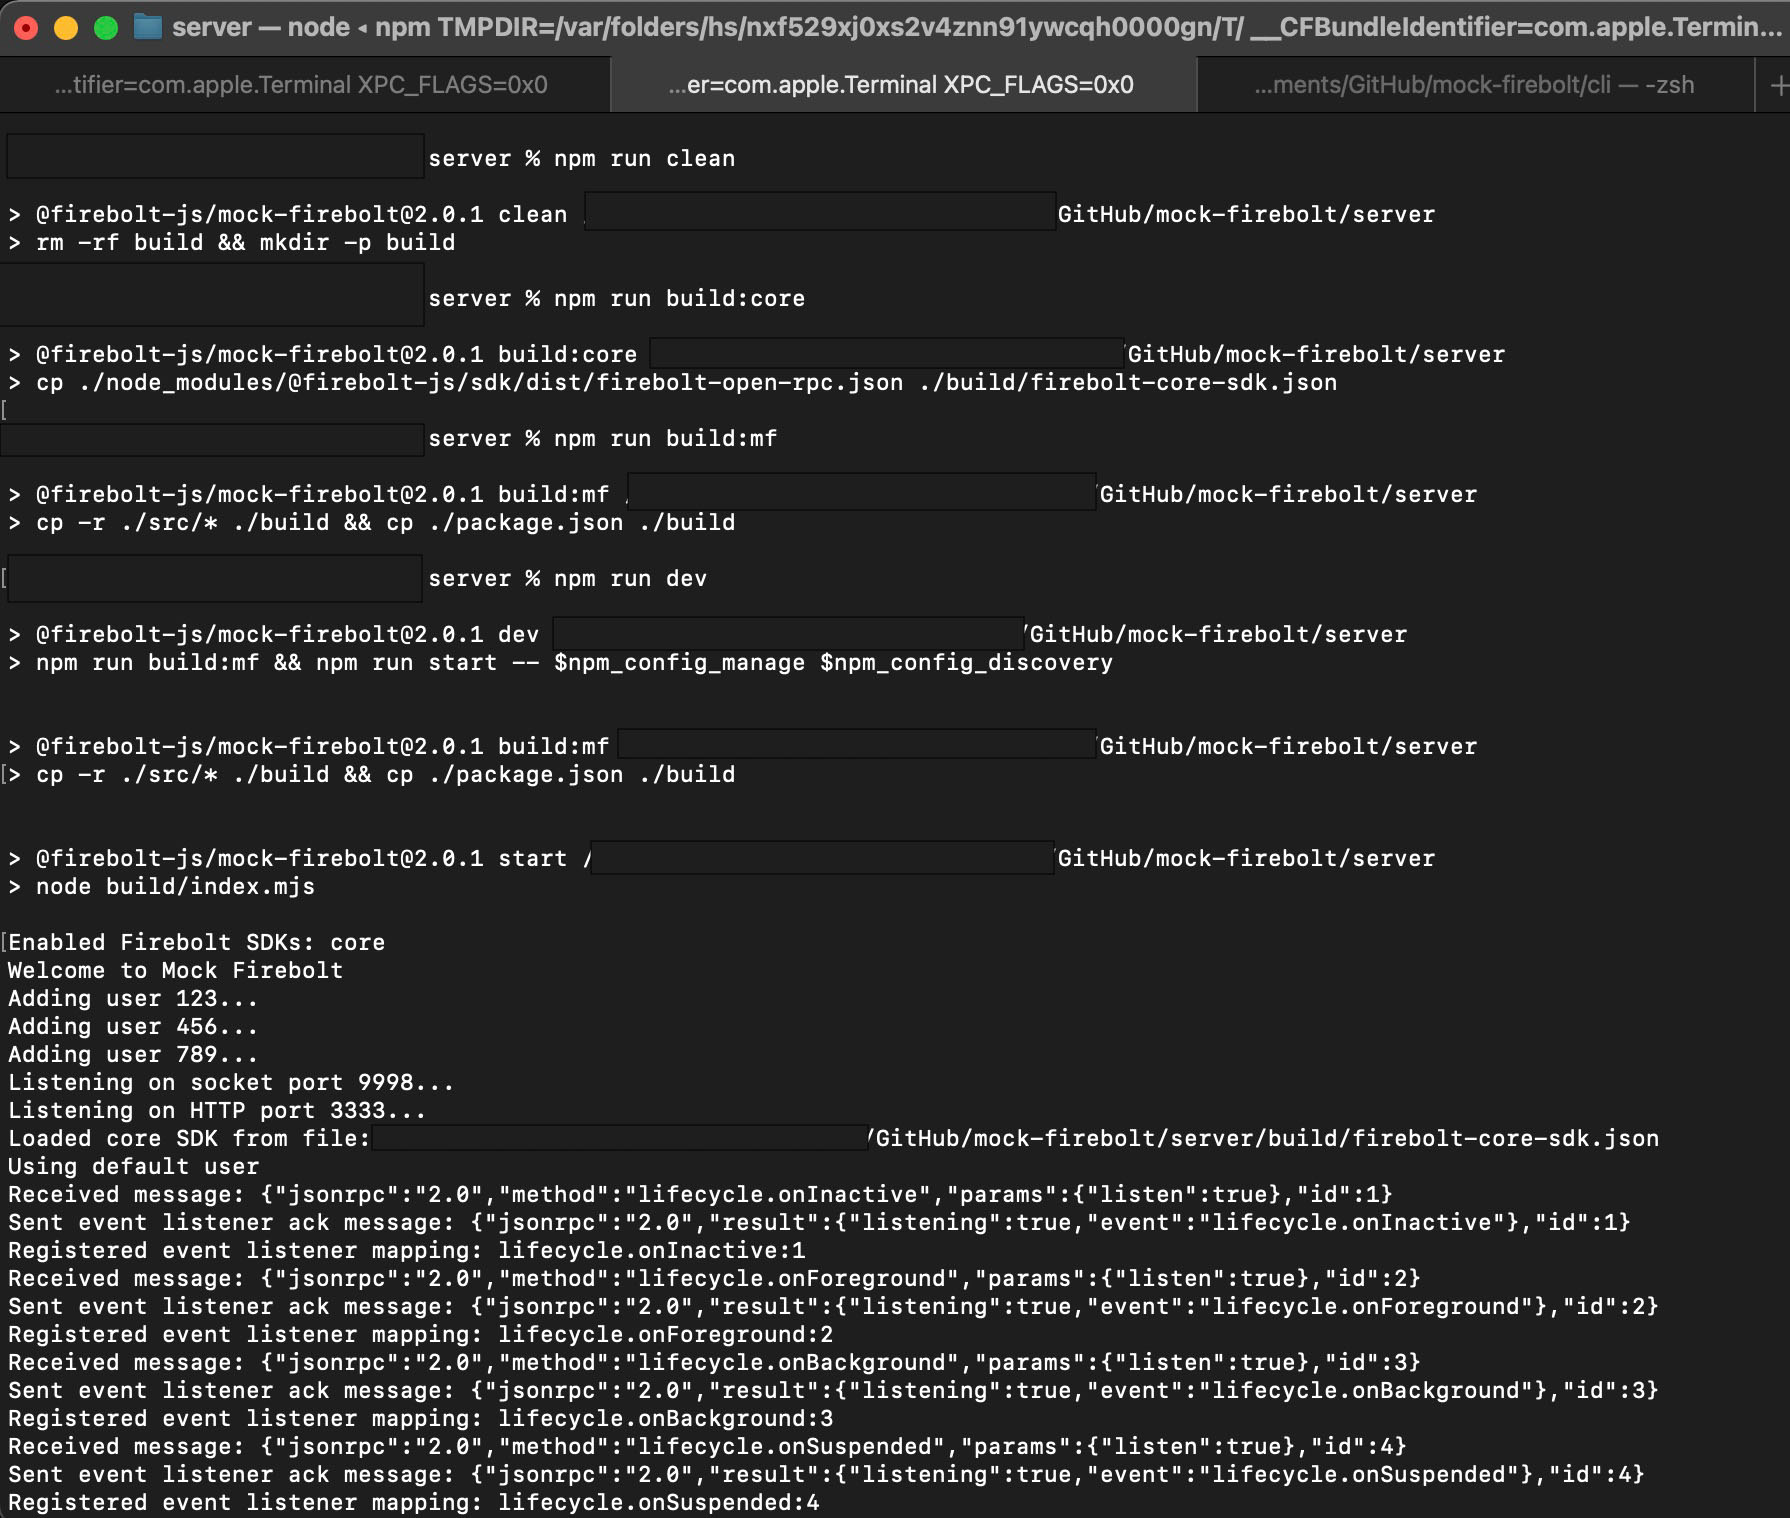 server — node ◂ npm TMPDIR=/var/folders/hs/nxf529xj0xs2v4znn91ywcqh0000gn/T/ __CFBundleIdentifier=com.apple.Termin...
...tifier=com.apple.Terminal XPC_FLAGS=0x0
...er=com.apple.Terminal XPC_FLAGS=0x0
...ments/GitHub/mock-firebolt/cli — -zsh
server % npm run clean
> @firebolt-js/mock-firebolt@2.0.1 clean GitHub/mock-firebolt/server
> rm -rf build && mkdir -p build
server % npm run build:core
> @firebolt-js/mock-firebolt@2.0.1 build:core /GitHub/mock-firebolt/server
> cp ./node_modules/@firebolt-js/sdk/dist/firebolt-open-rpc.json ./build/firebolt-core-sdk.json
[
server % npm run build:mf
> @firebolt-js/mock-firebolt@2.0.1 build:mf GitHub/mock-firebolt/server
> cp -r ./src/* ./build && cp ./package.json ./build
[ server % npm run dev
> @firebolt-js/mock-firebolt@2.0.1 dev /GitHub/mock-firebolt/server
> npm run build:mf && npm run start -- $npm_config_manage $npm_config_discovery
> @firebolt-js/mock-firebolt@2.0.1 build:mf GitHub/mock-firebolt/server
[> cp -r ./src/* ./build && cp ./package.json ./build
> @firebolt-js/mock-firebolt@2.0.1 start / /GitHub/mock-firebolt/server
> node build/index.mjs
[Enabled Firebolt SDKs: core
Welcome to Mock Firebolt
Adding user 123...
Adding user 456...
Adding user 789...
Listening on socket port 9998...
Listening on HTTP port 3333...
Loaded core SDK from file: /GitHub/mock-firebolt/server/build/firebolt-core-sdk.json
Using default user
Received message: {"jsonrpc":"2.0","method":"lifecycle.onInactive","params":{"listen":true},"id":1}
Sent event listener ack message: {"jsonrpc":"2.0","result":{"listening":true,"event":"lifecycle.onInactive"},"id":1}
Registered event listener mapping: lifecycle.onInactive:1
Received message: {"jsonrpc":"2.0","method":"lifecycle.onForeground","params":{"listen":true},"id":2}
Sent event listener ack message: {"jsonrpc":"2.0","result":{"listening":true,"event":"lifecycle.onForeground"},"id":2}
Registered event listener mapping: lifecycle.onForeground:2
Received message: {"jsonrpc":"2.0","method":"lifecycle.onBackground","params":{"listen":true},"id":3}
Sent event listener ack message: {"jsonrpc":"2.0","result":{"listening":true,"event":"lifecycle.onBackground"},"id":3}
Registered event listener mapping: lifecycle.onBackground:3
Received message: {"jsonrpc":"2.0","method":"lifecycle.onSuspended","params":{"listen":true},"id":4}
Sent event listener ack message: {"jsonrpc":"2.0","result":{"listening":true,"event":"lifecycle.onSuspended"},"id":4}
Registered event listener mapping: lifecycle.onSuspended:4